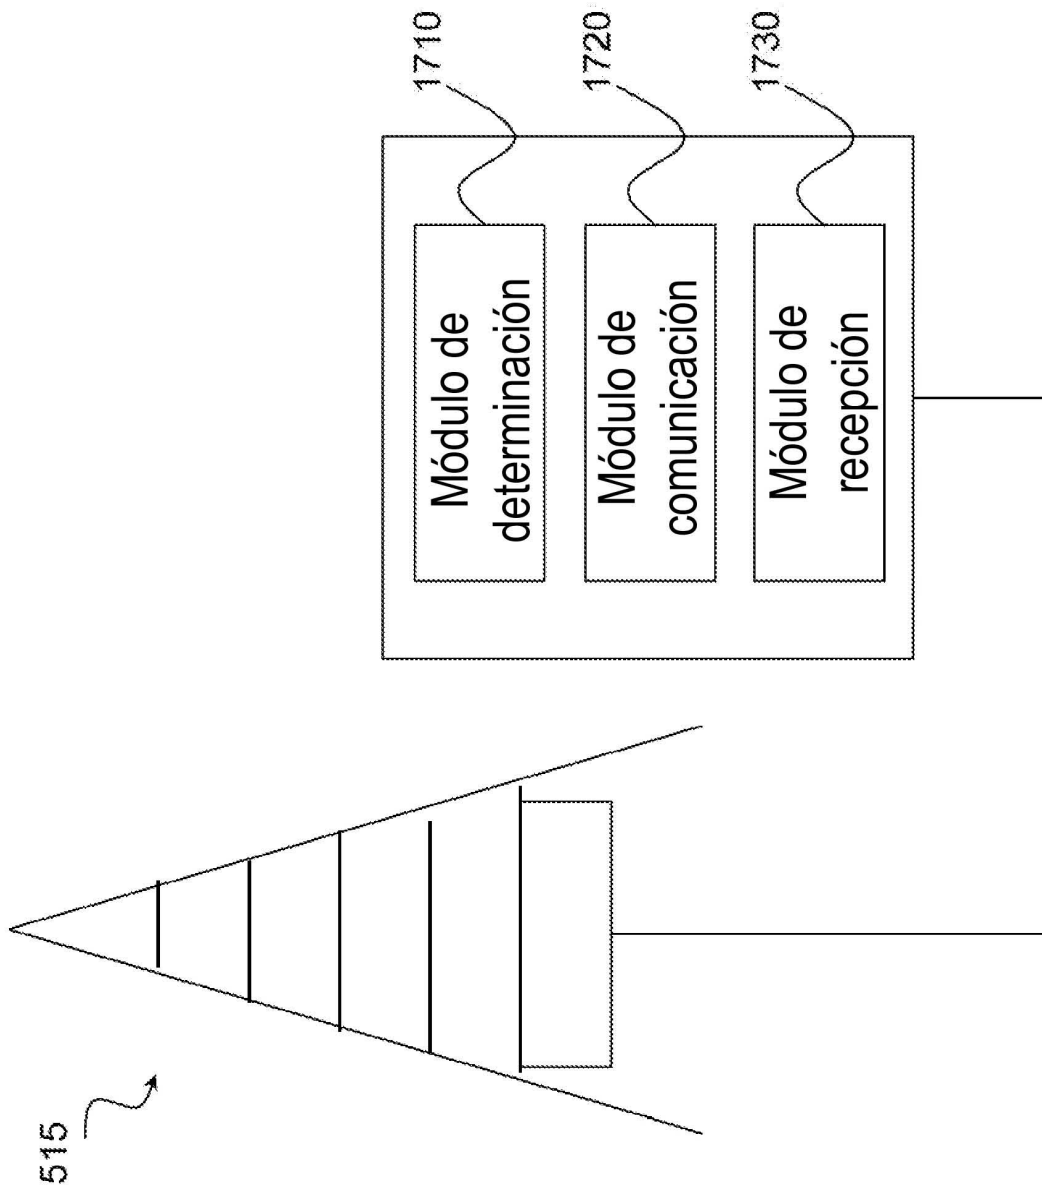 515
1710
Módulo de
determinación
1720
Módulo de
comunicación
1730
Módulo de
recepción